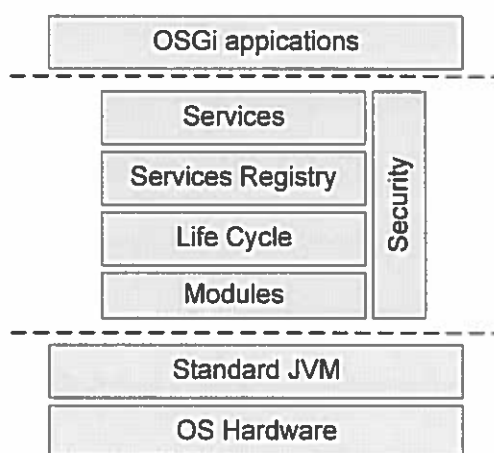 OSGi appications
Services
Services Registry
Life Cycle
Modules
Security
Standard JVM
OS Hardware